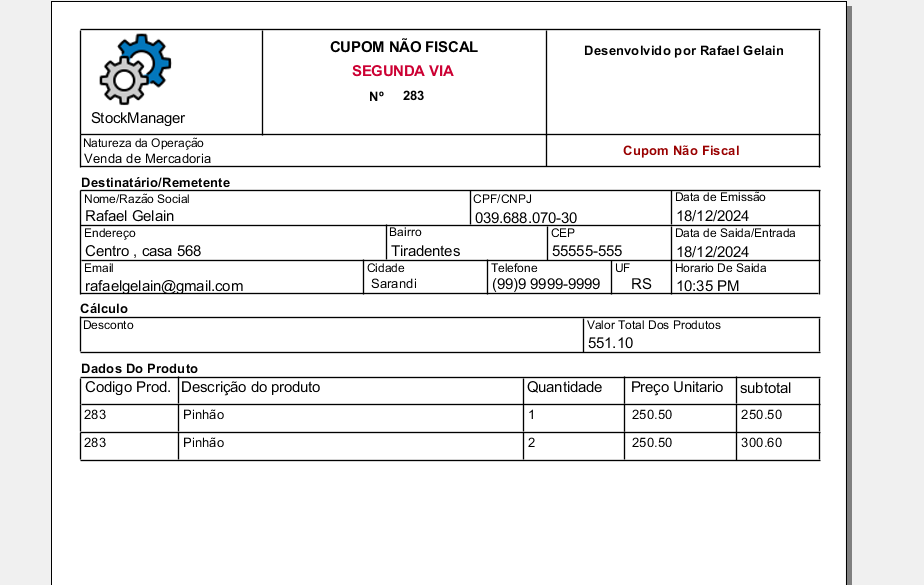 StockManager
CUPOM NÃO FISCAL
SEGUNDA VIA
Nº 283
Desenvolvido por Rafael Gelain
Natureza da Operação
Venda de Mercadoria
Cupom Não Fiscal
Destinatário/Remetente
Nome/Razão Social CPF/CNPJ Data de Emissão
Rafael Gelain 039.688.070-30 18/12/2024
Endereço Bairro CEP Data de Saida/Entrada
Centro , casa 568 Tiradentes 55555-555 18/12/2024
Email Cidade Telefone UF Horario De Saida
rafaelgelain@gmail.com Sarandi (99)9 9999-9999 RS 10:35 PM
Cálculo
Desconto Valor Total Dos Produtos
551.10
Dados Do Produto
Codigo Prod. Descrição do produto Quantidade Preço Unitario subtotal
283 Pinhão 1 250.50 250.50
283 Pinhão 2 250.50 300.60